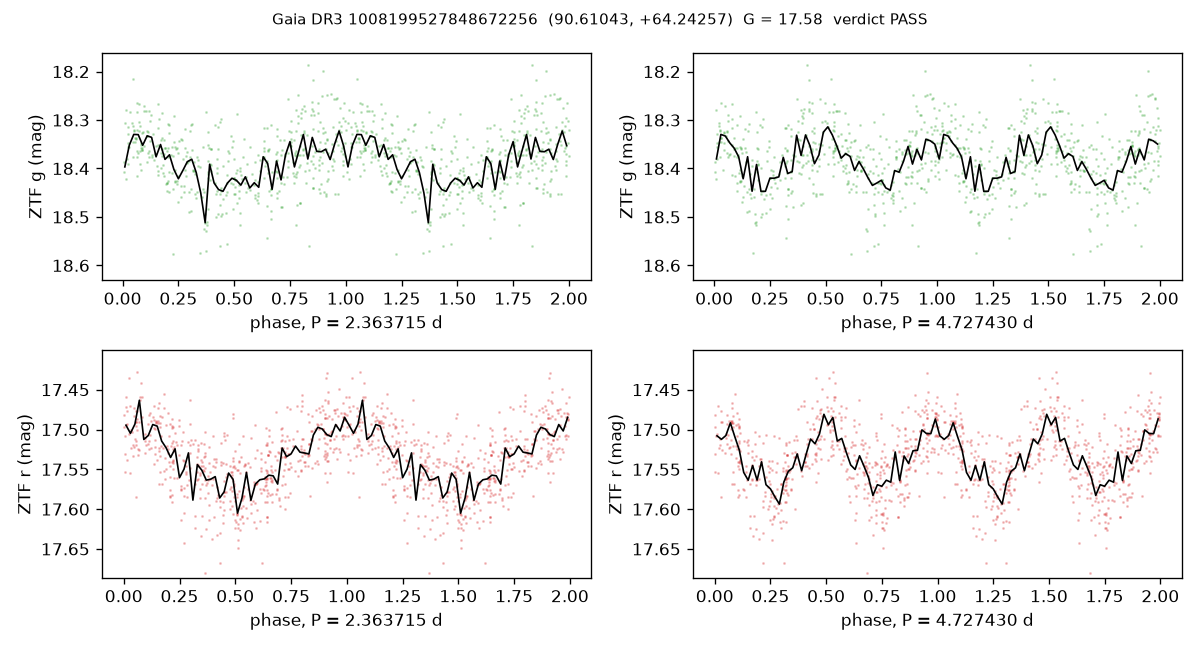 Gaia DR3 1008199527848672256  (90.61043, +64.24257)  G = 17.58  verdict PASS
ZTF g (mag)
18.2
18.3
18.4
18.5
18.6
0.00 0.25 0.50 0.75 1.00 1.25 1.50 1.75 2.00
phase, P = 2.363715 d
ZTF g (mag)
18.2
18.3
18.4
18.5
18.6
0.00 0.25 0.50 0.75 1.00 1.25 1.50 1.75 2.00
phase, P = 4.727430 d
ZTF r (mag)
17.45
17.50
17.55
17.60
17.65
0.00 0.25 0.50 0.75 1.00 1.25 1.50 1.75 2.00
phase, P = 2.363715 d
ZTF r (mag)
17.45
17.50
17.55
17.60
17.65
0.00 0.25 0.50 0.75 1.00 1.25 1.50 1.75 2.00
phase, P = 4.727430 d